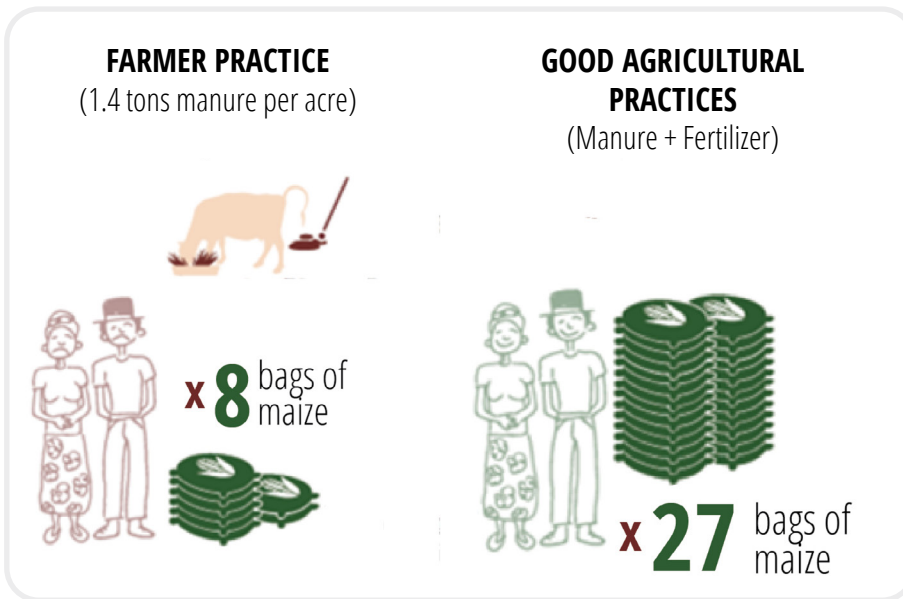 FARMER PRACTICE
(1.4 tons manure per acre)
x 8 bags of
maize
GOOD AGRICULTURAL
PRACTICES
(Manure + Fertilizer)
x 27 bags of
maize